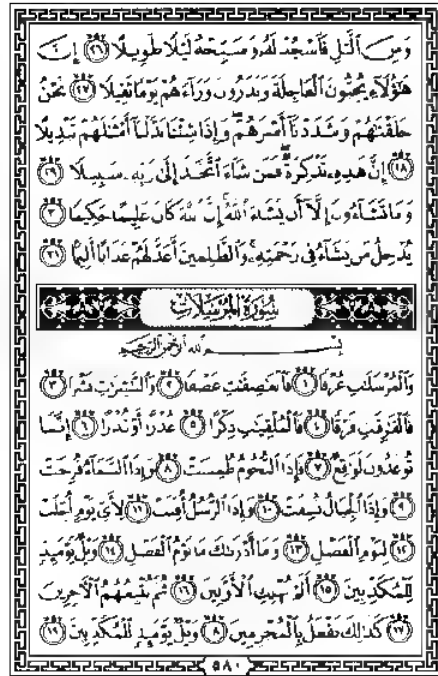 وَمِنَ ٱلَّيْلِ فَٱسْجُدْ لَهُۥ وَسَبِّحْهُ لَيْلًا طَوِيلًا ٢٦ إِنَّ
هَٰٓؤُلَآءِ يُحِبُّونَ ٱلْعَاجِلَةَ وَيَذَرُونَ وَرَآءَهُمْ يَوْمًا ثَقِيلًا ٢٧ نَّحْنُ
خَلَقْنَٰهُمْ وَشَدَدْنَآ أَسْرَهُمْ وَإِذَا شِئْنَا بَدَّلْنَآ أَمْثَٰلَهُمْ تَبْدِيلًا
٢٨ إِنَّ هَٰذِهِۦ تَذْكِرَةٌ فَمَن شَآءَ ٱتَّخَذَ إِلَىٰ رَبِّهِۦ سَبِيلًا ٢٩
وَمَا تَشَآءُونَ إِلَّآ أَن يَشَآءَ ٱللَّهُ إِنَّ ٱللَّهَ كَانَ عَلِيمًا حَكِيمًا ٣٠
يُدْخِلُ مَن يَشَآءُ فِى رَحْمَتِهِۦ وَٱلظَّٰلِمِينَ أَعَدَّ لَهُمْ عَذَابًا أَلِيمًا ٣١
سُورَةُ المُرْسَلَات
بِسْمِ ٱللَّهِ ٱلرَّحْمَٰنِ ٱلرَّحِيمِ
وَٱلْمُرْسَلَٰتِ عُرْفًا ١ فَٱلْعَٰصِفَٰتِ عَصْفًا ٢ وَٱلنَّٰشِرَٰتِ نَشْرًا ٣
فَٱلْفَٰرِقَٰتِ فَرْقًا ٤ فَٱلْمُلْقِيَٰتِ ذِكْرًا ٥ عُذْرًا أَوْ نُذْرًا ٦ إِنَّمَا
تُوعَدُونَ لَوَٰقِعٌ ٧ فَإِذَا ٱلنُّجُومُ طُمِسَتْ ٨ وَإِذَا ٱلسَّمَآءُ فُرِجَتْ
٩ وَإِذَا ٱلْجِبَالُ نُسِفَتْ ١٠ وَإِذَا ٱلرُّسُلُ أُقِّتَتْ ١١ لِأَىِّ يَوْمٍ أُجِّلَتْ
١٢ لِيَوْمِ ٱلْفَصْلِ ١٣ وَمَآ أَدْرَىٰكَ مَا يَوْمُ ٱلْفَصْلِ ١٤ وَيْلٌ يَوْمَئِذٍ
لِّلْمُكَذِّبِينَ ١٥ أَلَمْ نُهْلِكِ ٱلْأَوَّلِينَ ١٦ ثُمَّ نُتْبِعُهُمُ ٱلْءَاخِرِينَ
١٧ كَذَٰلِكَ نَفْعَلُ بِٱلْمُجْرِمِينَ ١٨ وَيْلٌ يَوْمَئِذٍ لِّلْمُكَذِّبِينَ ١٩
٥٨٠